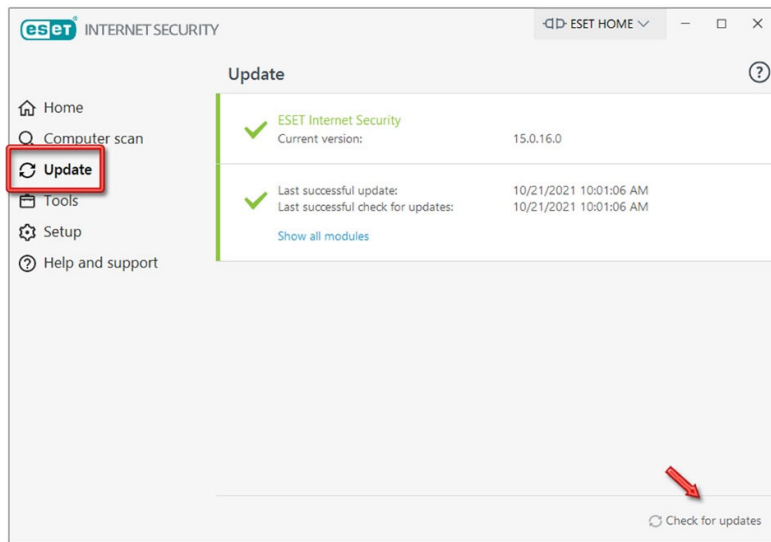 eset INTERNET SECURITY
ESET HOME
Update
Home
Computer scan
Update
Tools
Setup
Help and support
ESET Internet Security
Current version: 15.0.16.0
Last successful update: 10/21/2021 10:01:06 AM
Last successful check for updates: 10/21/2021 10:01:06 AM
Show all modules
Check for updates